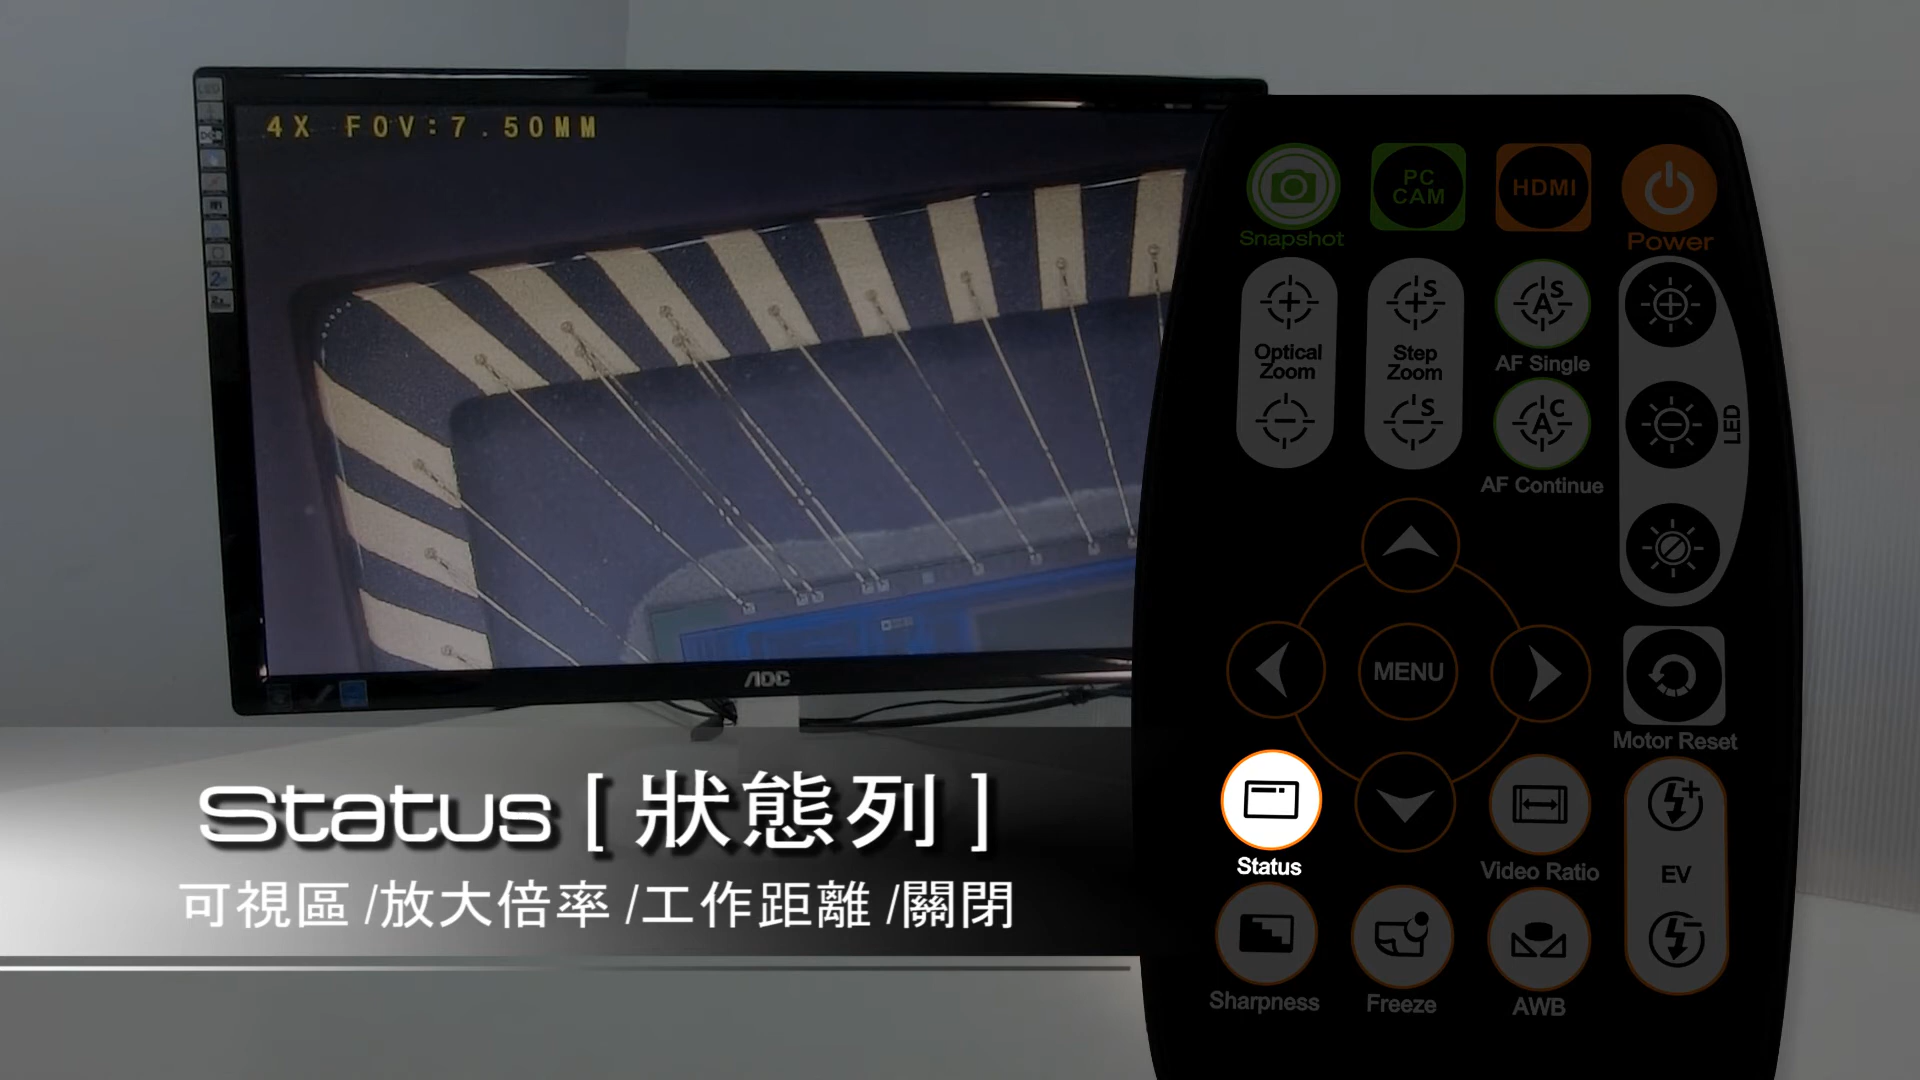 4X FOV:7.50MM
AOC
Snapshot
PC
CAM
HDMI
Power
Optical
Zoom
Step
Zoom
S
S
A
S
AF Single
A
C
AF Continue
LED
MENU
Motor Reset
Status
Video Ratio
EV
Sharpness
Freeze
AWB
Status [ 狀態列 ]
可視區 /放大倍率 /工作距離 /關閉